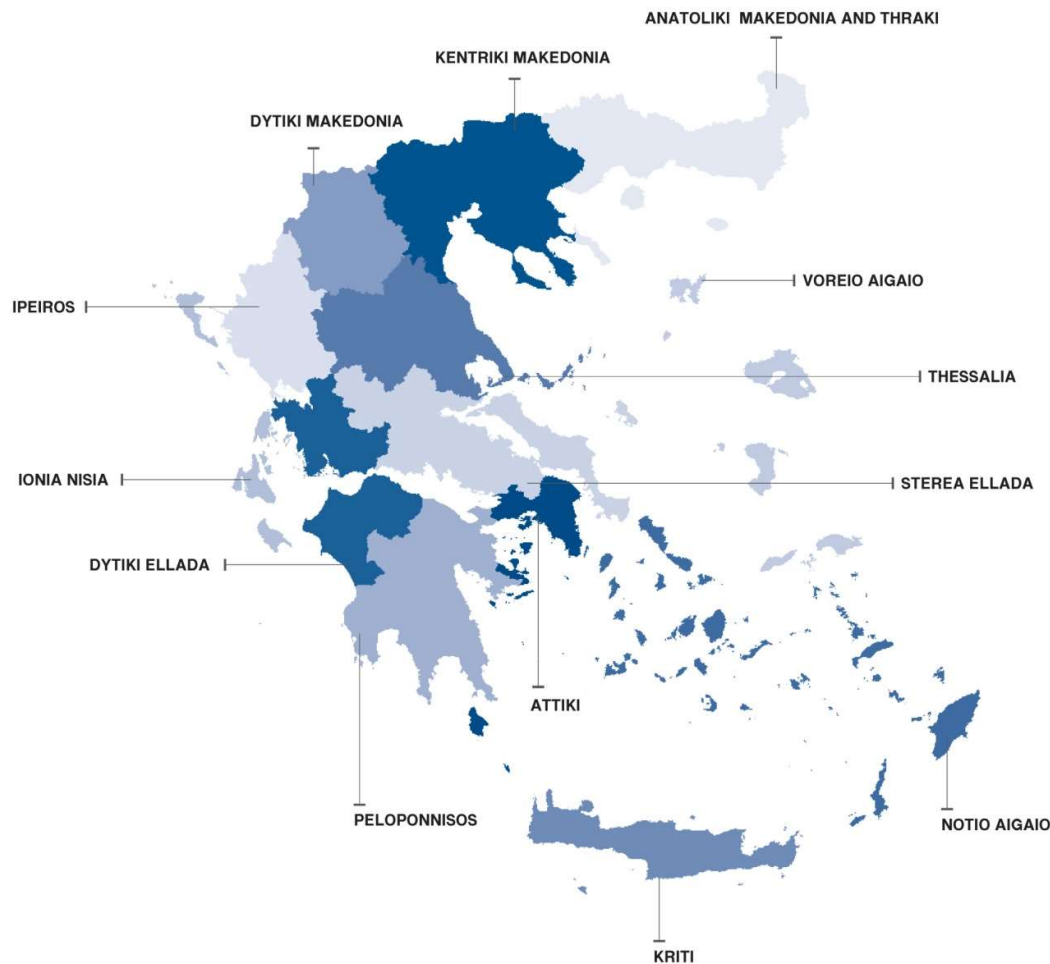 ANATOLIKI MAKEDONIA AND THRAKI
KENTRIKI MAKEDONIA
DYTIKI MAKEDONIA
VOREIO AIGAIO
IPEIROS
THESSALIA
IONIA NISIA
STEREA ELLADA
DYTIKI ELLADA
ATTIKI
PELOPONNISOS
NOTIO AIGAIO
KRITI